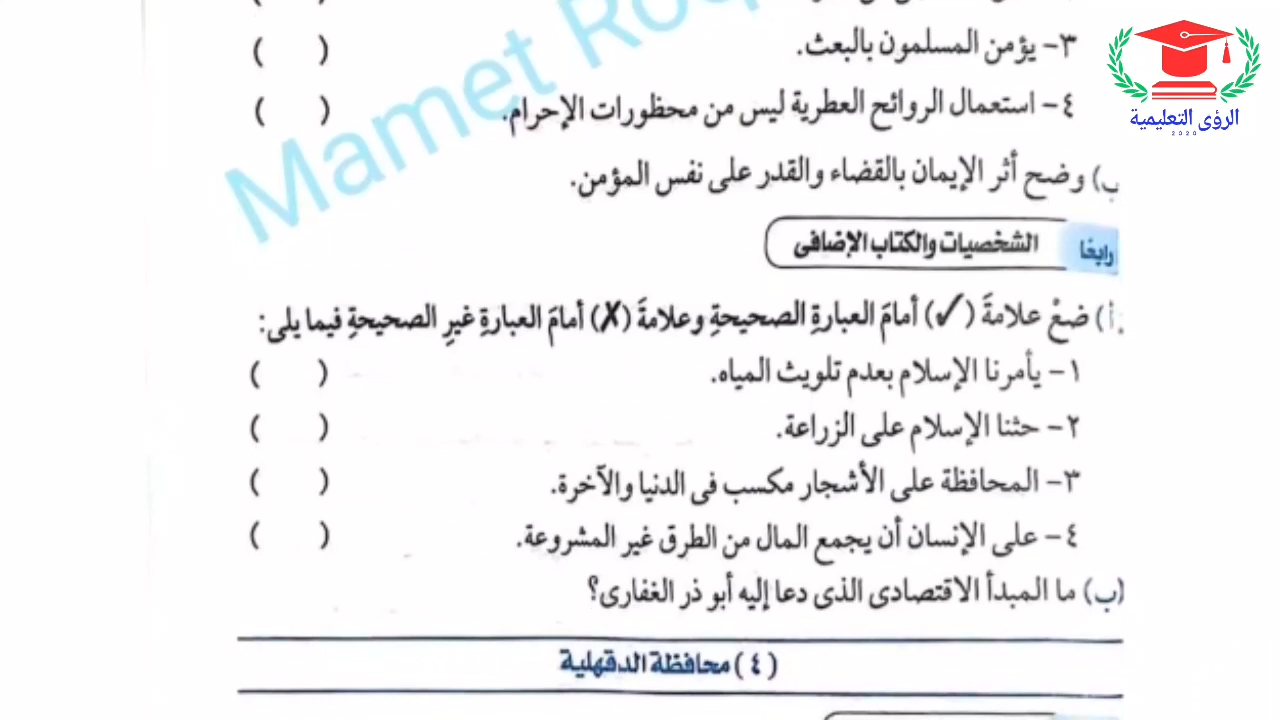 ٣- يؤمن المسلمون بالبعث. ( )
٤- استعمال الروائح العطرية ليس من محظورات الإحرام. ( )
ب) وضح أثر الإيمان بالقضاء والقدر على نفس المؤمن.
رابعًا الشخصيات والكتاب الإضافى
أ) ضعْ علامةَ (✓) أمامَ العبارةِ الصحيحةِ وعلامةَ (✗) أمامَ العبارةِ غيرِ الصحيحةِ فيما يلى:
١- يأمرنا الإسلام بعدم تلويث المياه. ( )
٢- حثنا الإسلام على الزراعة. ( )
٣- المحافظة على الأشجار مكسب فى الدنيا والآخرة. ( )
٤- على الإنسان أن يجمع المال من الطرق غير المشروعة. ( )
(ب) ما المبدأ الاقتصادى الذى دعا إليه أبو ذر الغفارى؟
(٤) محافظة الدقهلية
Mamet
الرؤى التعليمية
2020